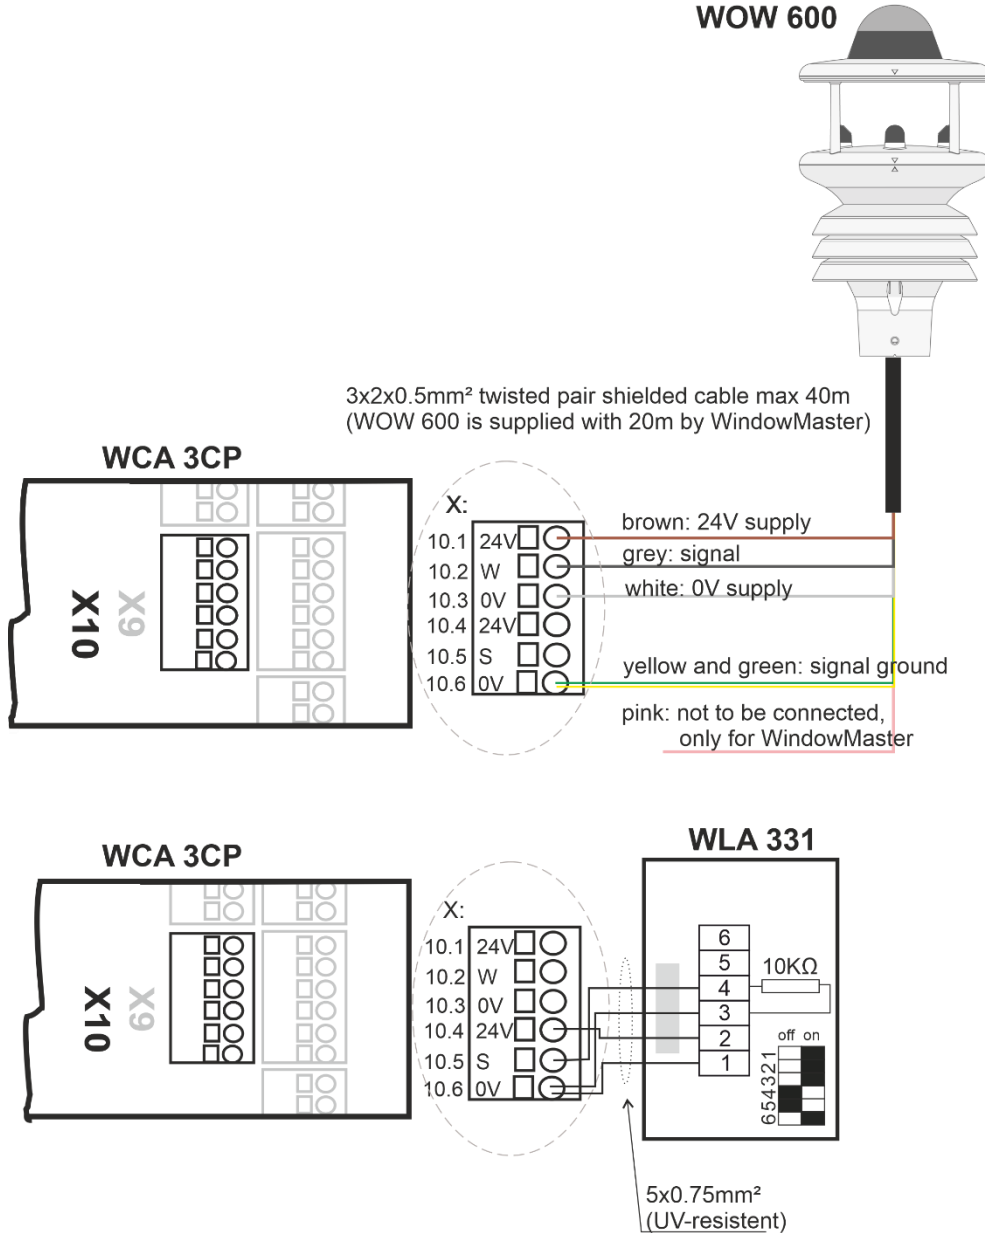 WOW 600
3x2x0.5mm² twisted pair shielded cable max 40m
(WOW 600 is supplied with 20m by WindowMaster)
WCA 3CP
X10
X9
X:
10.1 24V
10.2 W
10.3 0V
10.4 24V
10.5 S
10.6 0V
brown: 24V supply
grey: signal
white: 0V supply
yellow and green: signal ground
pink: not to be connected,
only for WindowMaster
WCA 3CP
X10
X9
X:
10.1 24V
10.2 W
10.3 0V
10.4 24V
10.5 S
10.6 0V
WLA 331
6
5
4
3
2
1
10KΩ
off on
654321
5x0.75mm²
(UV-resistent)